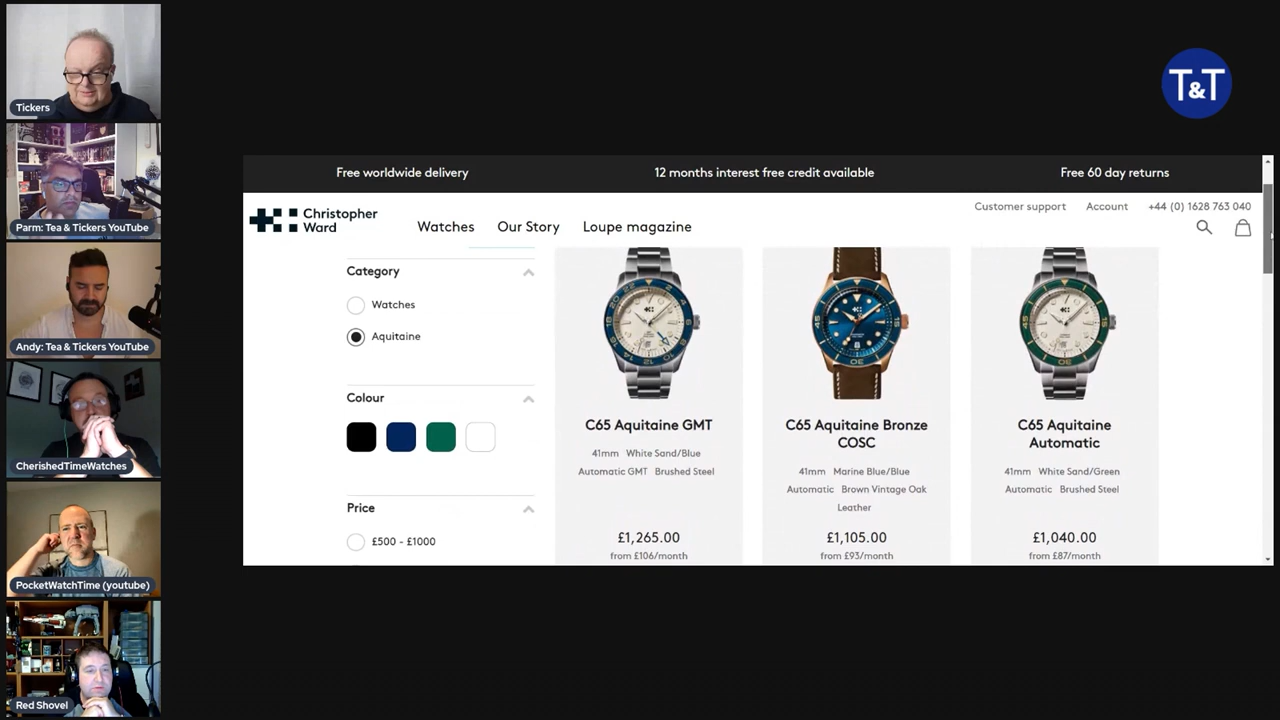 Tickers
Parm: Tea & Tickers YouTube
Andy: Tea & Tickers YouTube
CherishedTimeWatches
PocketWatchTime (youtube)
Red Shovel
T&T
Free worldwide delivery
12 months interest free credit available
Free 60 day returns
Customer support
Account
+44 (0) 1628 763 040
Christopher
Ward
Watches
Our Story
Loupe magazine
Category
Watches
Aquitaine
Colour
Price
£500 - £1000
C65 Aquitaine GMT
41mm White Sand/Blue
Automatic GMT Brushed Steel
£1,265.00
from £106/month
C65 Aquitaine Bronze
COSC
41mm Marine Blue/Blue
Automatic Brown Vintage Oak
Leather
£1,105.00
from £93/month
C65 Aquitaine
Automatic
41mm White Sand/Green
Automatic Brushed Steel
£1,040.00
from £87/month